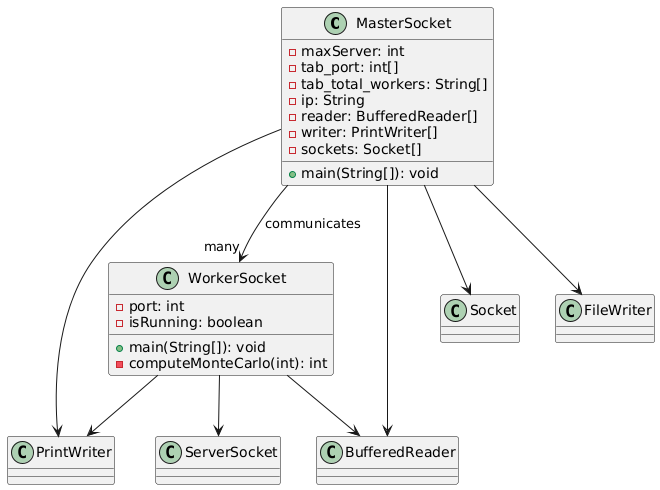 C MasterSocket
maxServer: int
tab_port: int[]
tab_total_workers: String[]
ip: String
reader: BufferedReader[]
writer: PrintWriter[]
sockets: Socket[]
main(String[]): void
communicates
many
C WorkerSocket
port: int
isRunning: boolean
main(String[]): void
computeMonteCarlo(int): int
C Socket
C FileWriter
C PrintWriter
C ServerSocket
C BufferedReader